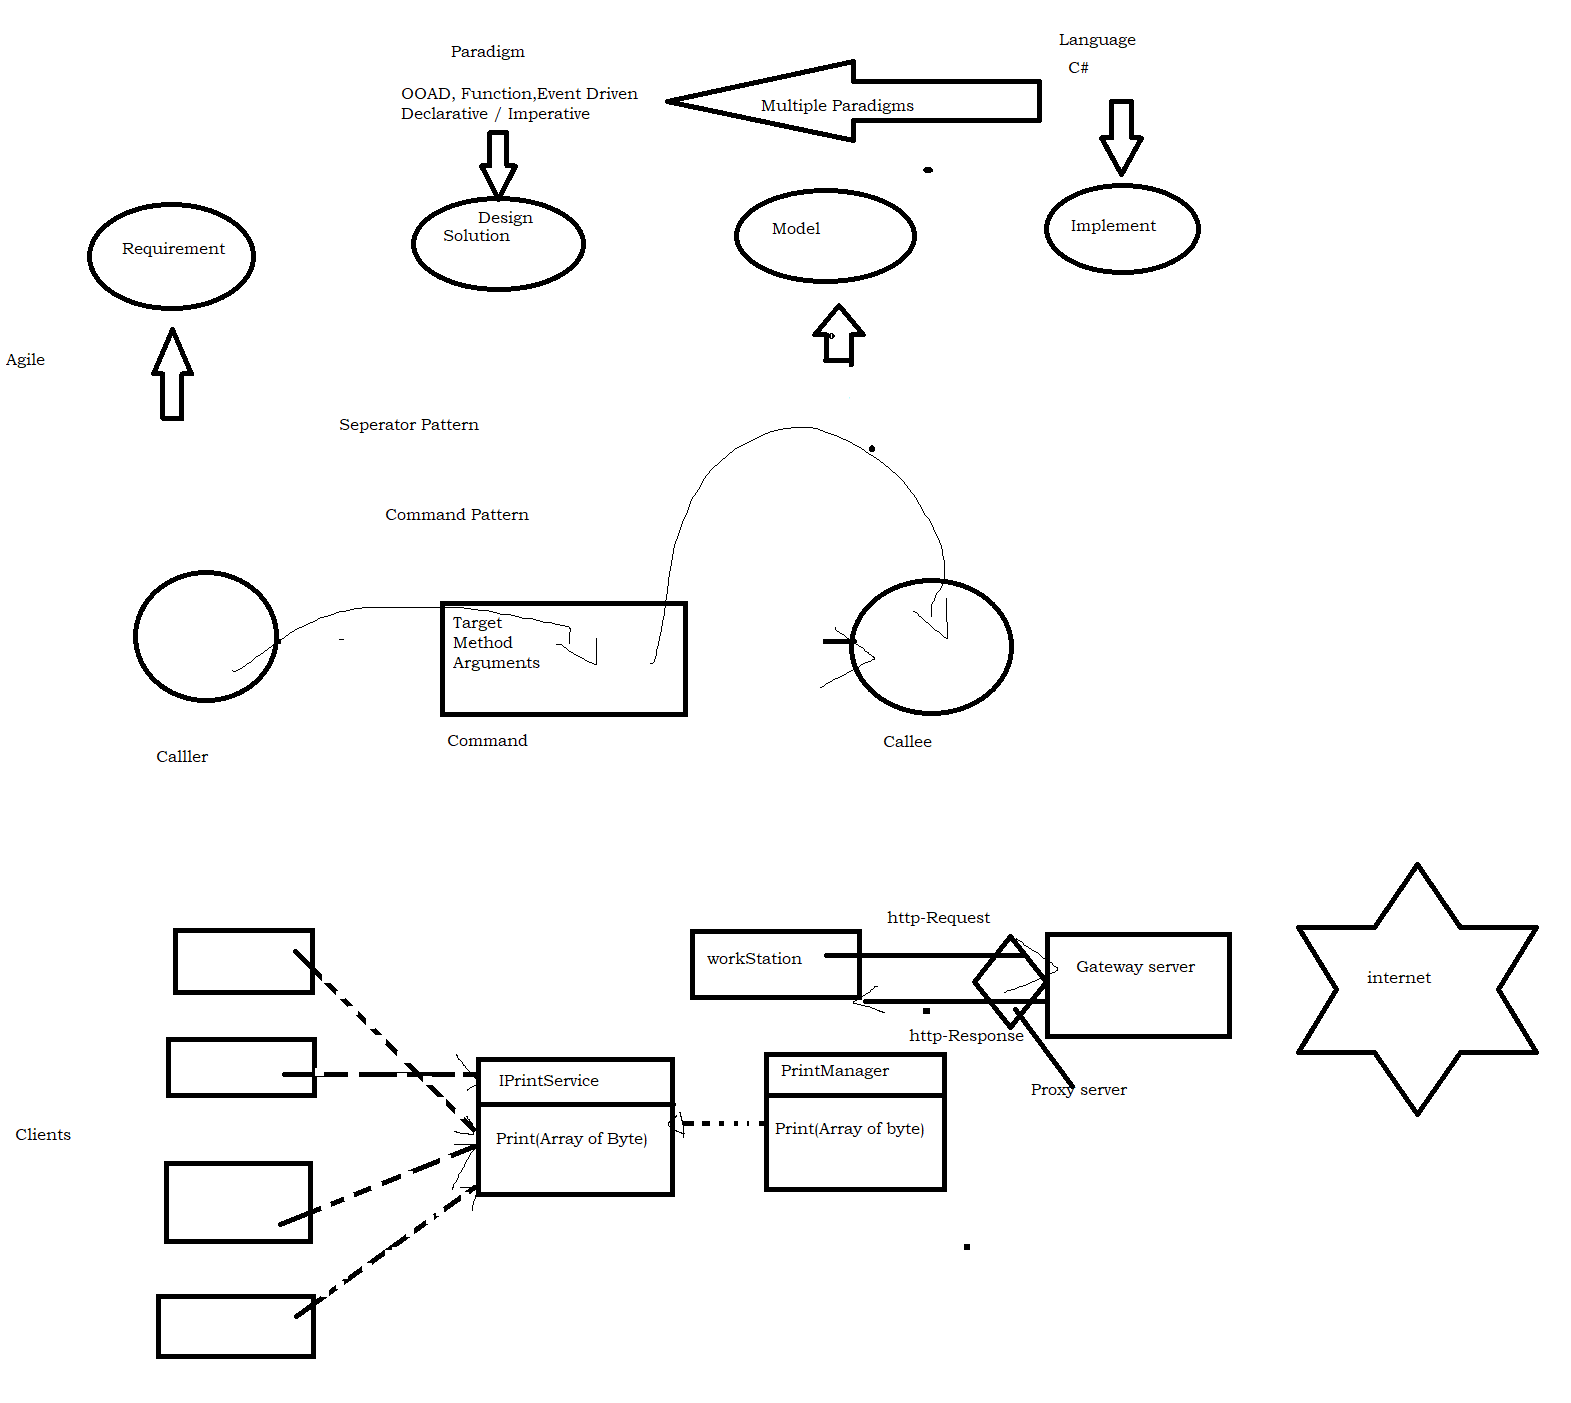 Paradigm
Language
C#
OOAD, Function,Event Driven
Declarative / Imperative
Multiple Paradigms
Requirement
Design
Solution
Model
Implement
Agile
Seperator Pattern
Command Pattern
Target
Method
Arguments
Calller
Command
Callee
http-Request
workStation
Gateway server
internet
http-Response
Proxy server
Clients
IPrintService
Print(Array of Byte)
PrintManager
Print(Array of byte)